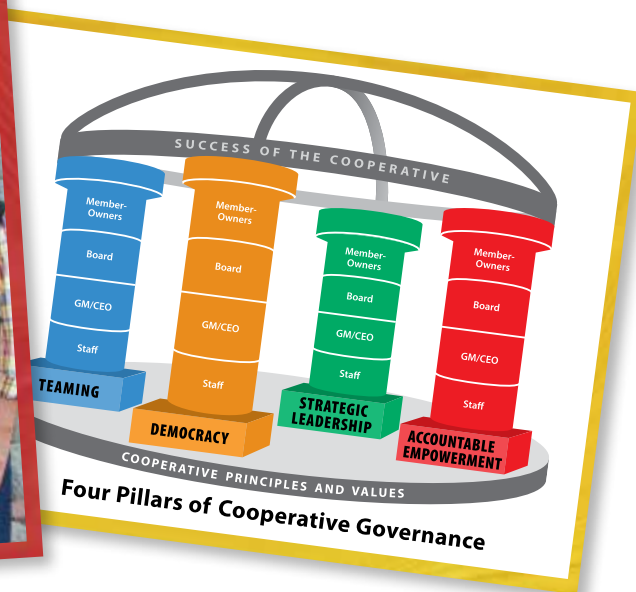 SUCCESS OF THE COOPERATIVE
Member-
Owners
Board
GM/CEO
Staff
TEAMING
Member-
Owners
Board
GM/CEO
Staff
DEMOCRACY
Member-
Owners
Board
GM/CEO
Staff
STRATEGIC
LEADERSHIP
Member-
Owners
Board
GM/CEO
Staff
ACCOUNTABLE
EMPOWERMENT
COOPERATIVE PRINCIPLES AND VALUES
Four Pillars of Cooperative Governance